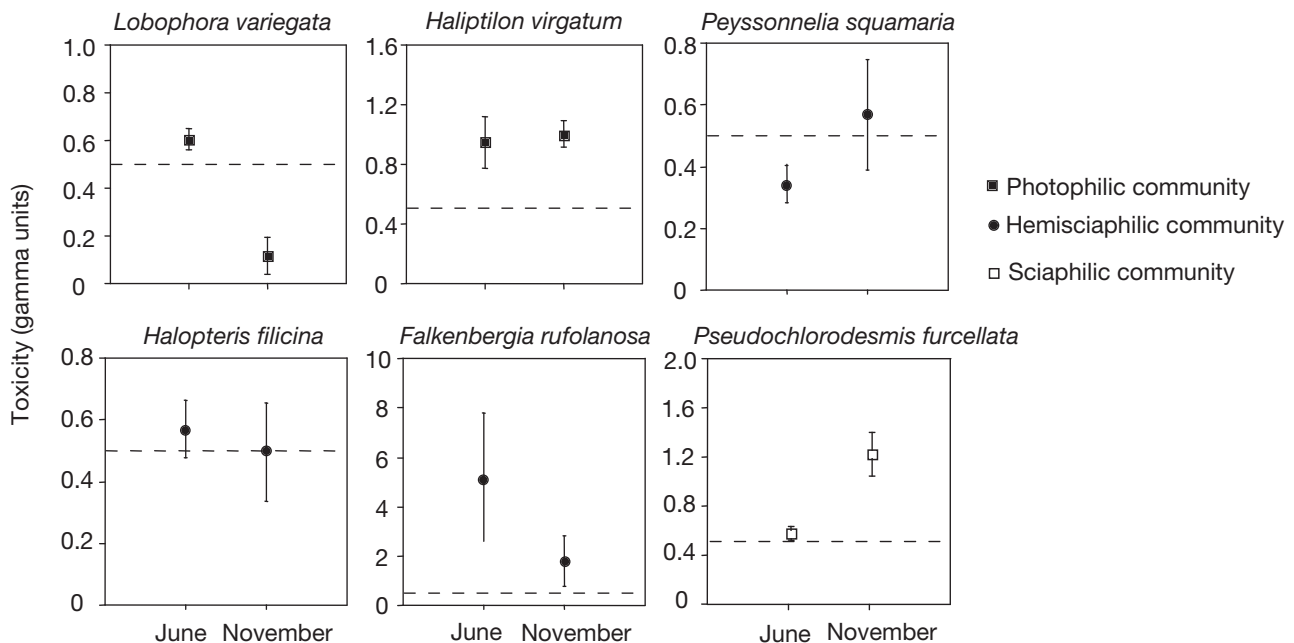 Lobophora variegata
Haliptilon virgatum
Peyssonnelia squamaria
1.0
0.8
0.6
0.4
0.2
0
1.6
1.2
0.8
0.4
0
0.8
0.6
0.4
0.2
0
Photophilic community
Hemisciaphilic community
Sciaphilic community
Toxicity (gamma units)
Halopteris filicina
Falkenbergia rufolanosa
Pseudochlorodesmis furcellata
0.8
0.6
0.4
0.2
0
10
8
6
4
2
0
2.0
1.6
1.2
0.8
0.4
0
June November
June November
June November